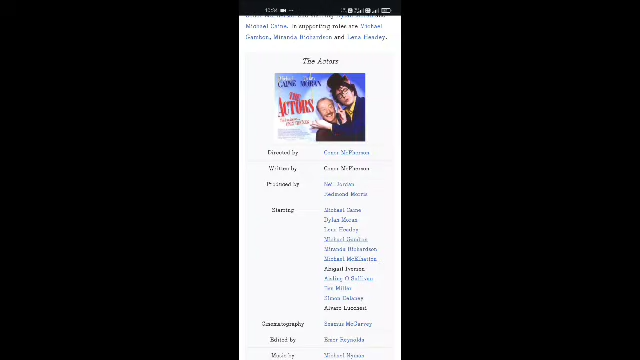 Michael Caine. In supporting roles are Michael
Gambon, Miranda Richardson and Lena Headey.
The Actors
CAINE MORAN
THE
ACTORS
Directed by Conor McPherson
Written by Conor McPherson
Produced by Neil Jordan
Redmond Morris
Starring Michael Caine
Dylan Moran
Lena Headey
Michael Gambon
Miranda Richardson
Michael McElhatton
Abigail Iversen
Aisling O'Sullivan
Ben Miller
Simon Delaney
Alvaro Lucchesi
Cinematography Seamus McGarvey
Edited by Emer Reynolds
Music by Michael Nyman